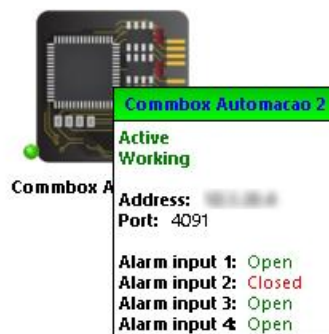 Commbox Automacao 2
Active
Working
Commbox A
Address:
Port: 4091
Alarm input 1: Open
Alarm input 2: Closed
Alarm input 3: Open
Alarm input 4: Open